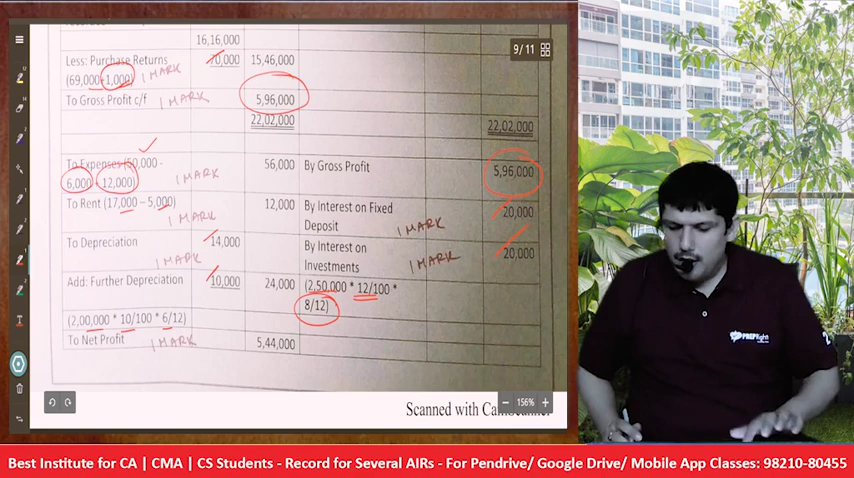 16,16,000
9/11
Less: Purchase Returns 70,000 15,46,000
(69,000+1,000) 1 MARK
To Gross Profit c/f 1 MARK 5,96,000
22,02,000 22,02,000
To Expenses (50,000 - 56,000 By Gross Profit 5,96,000
6,000 12,000) 1 MARK
To Rent (17,000 – 5,000) 12,000 By Interest on Fixed 20,000
1 MARK Deposit 1 MARK
To Depreciation 14,000 By Interest on 20,000
1 MARK Investments 1 MARK
Add: Further Depreciation 10,000 24,000 (2,50,000 * 12/100 *
8/12)
(2,00,000 * 10/100 * 6/12)
To Net Profit 1 MARK 5,44,000
156%
Scanned with CamScanner
PREPRight
Best Institute for CA | CMA | CS Students - Record for Several AIRs - For Pendrive/ Google Drive/ Mobile App Classes: 98210-80455